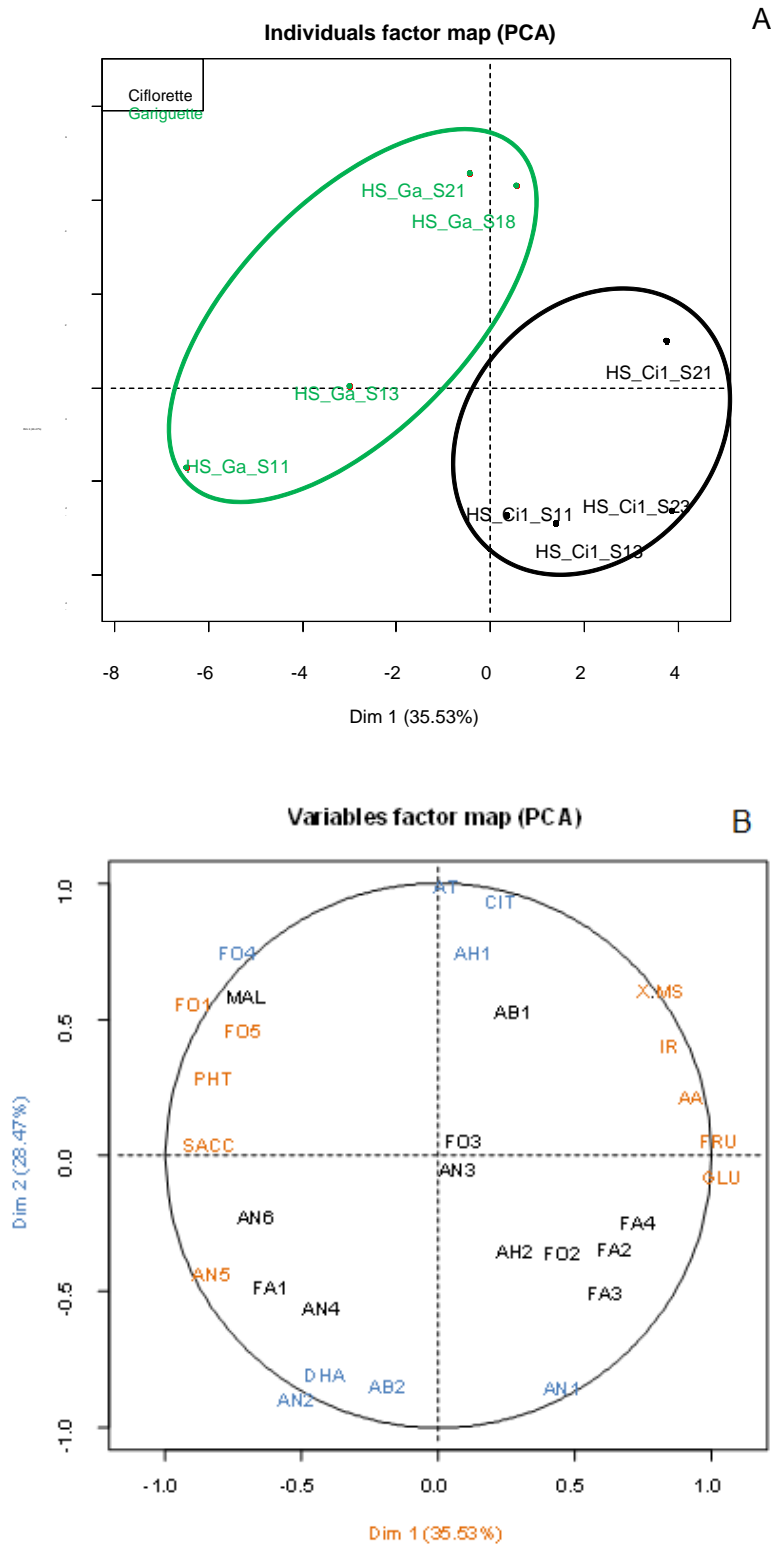 A
Individuals factor map (PCA)
Ciflorette
Gariguette
HS_Ga_S21
HS_Ga_S18
HS_Ci1_S21
HS_Ga_S13
HS_Ga_S11
HS_Ci1_S11
HS_Ci1_S23
HS_Ci1_S13
-8 -6 -4 -2 0 2 4
Dim 1 (35.53%)
Variables factor map (PCA)
B
1.0
AT
CIT
FO4
AH1
FO1
MAL
X.MS
AB1
0.5
FO5
IR
PHT
AA
SACC
FO3
FRU
0.0
AN3
GLU
AN6
FA4
AH2
FO2
FA2
AN5
FA1
FA3
-0.5
AN4
DHA
AB2
AN1
AN2
-1.0
Dim 2 (28.47%)
-1.0 -0.5 0.0 0.5 1.0
Dim 1 (35.53%)